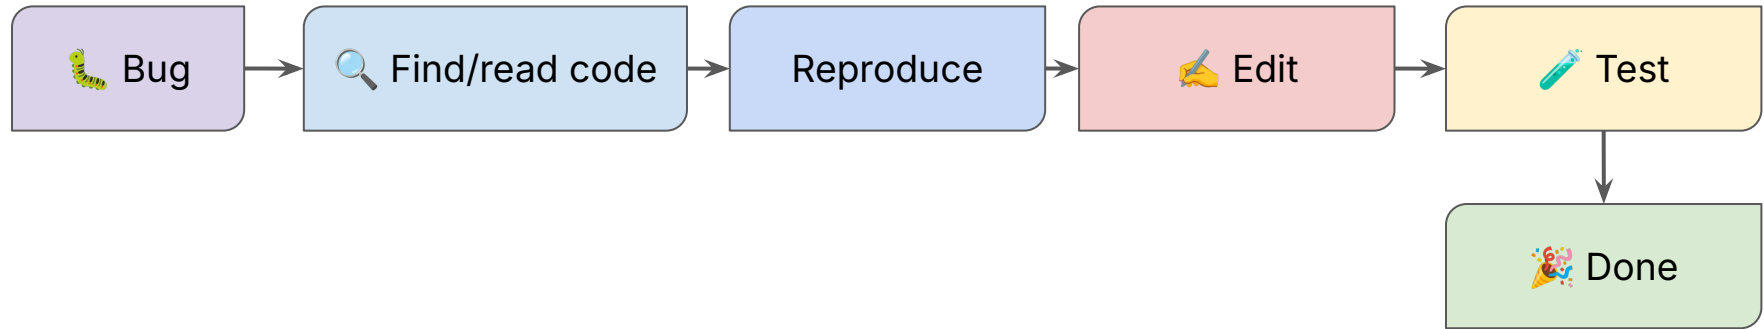 🐛 Bug
🔍 Find/read code
Reproduce
✍️ Edit
🧪 Test
🎉 Done